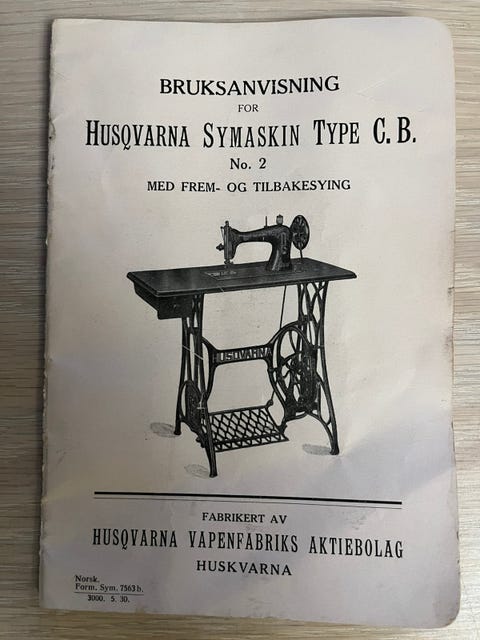 BRUKSANVISNING
FOR
HUSQVARNA SYMASKIN TYPE C. B.
No. 2
MED FREM- OG TILBAKESYING
HUSQVARNA
FABRIKERT AV
HUSQVARNA VAPENFABRIKS AKTIEBOLAG
HUSKVARNA
Norsk.
Form. Sym. 7563 b.
3000. 5. 30.